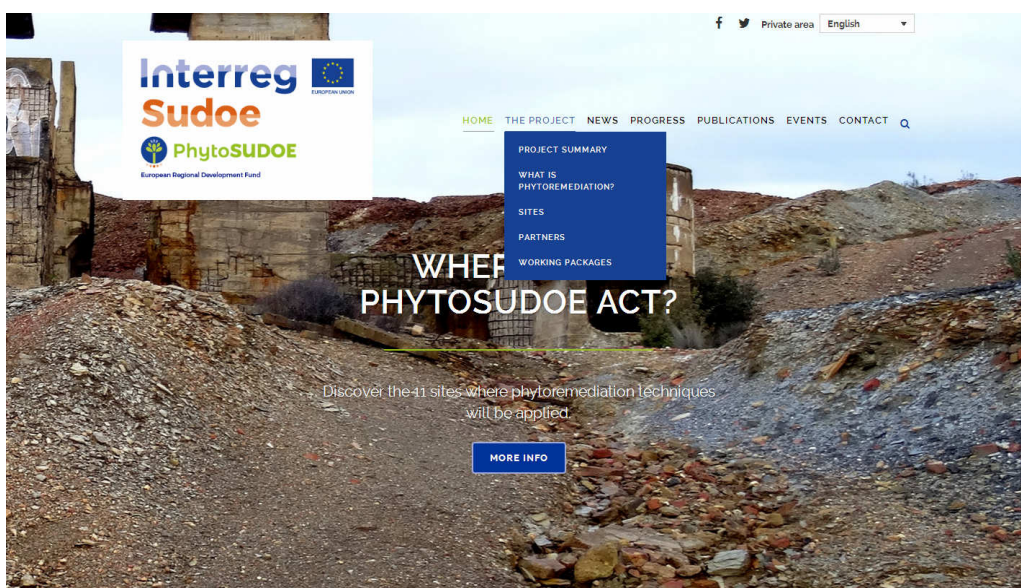 Private area
English
Interreg
EUROPEAN UNION
Sudoe
PhytoSUDOE
European Regional Development Fund
HOME THE PROJECT NEWS PROGRESS PUBLICATIONS EVENTS CONTACT
PROJECT SUMMARY
WHAT IS
PHYTOREMEDIATION?
SITES
PARTNERS
WORKING PACKAGES
PHYTOSUDOE ACT?
Discover the 11 sites where phytoremediation techniques
will be applied.
MORE INFO